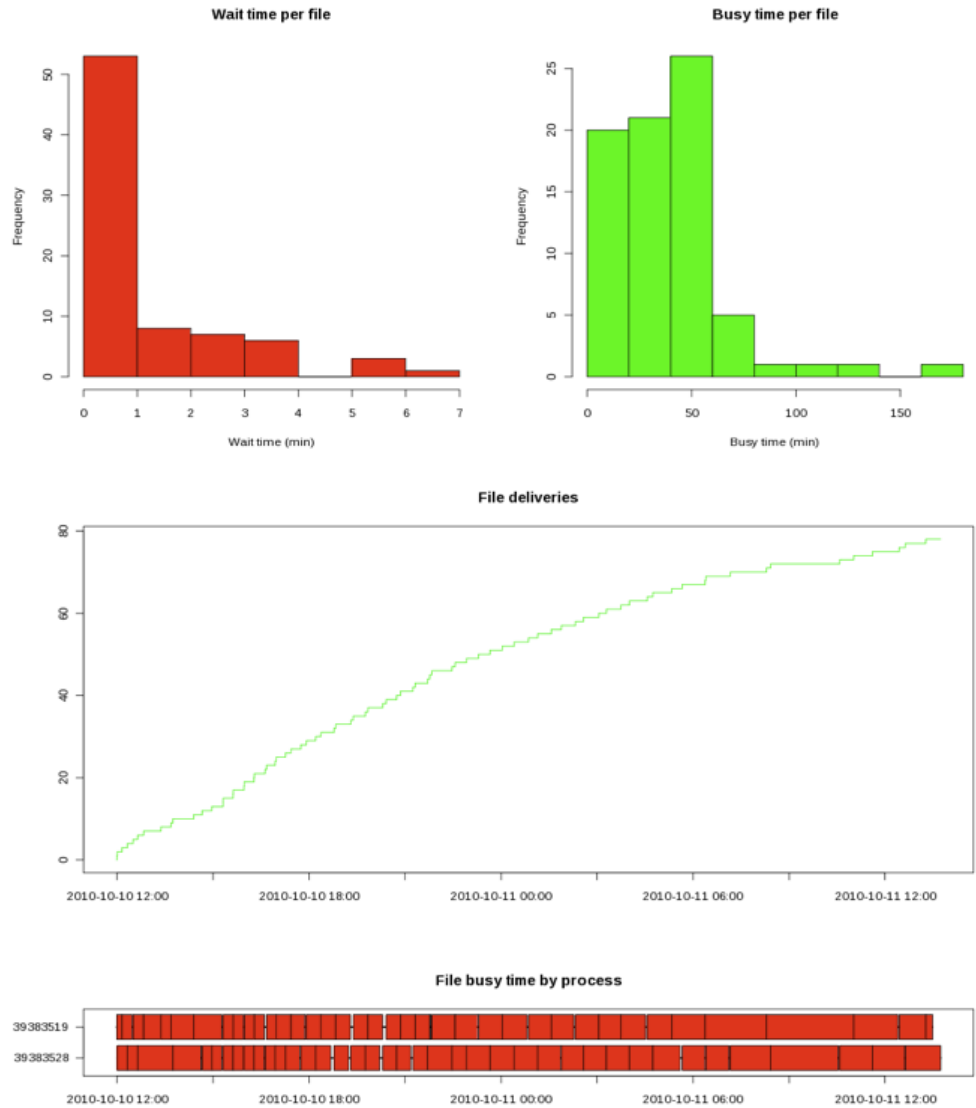 Wait time per file
Busy time per file
Frequency
0 10 20 30 40 50
0 1 2 3 4 5 6 7
Wait time (min)
Frequency
0 5 10 15 20 25
0 50 100 150
Busy time (min)
File deliveries
0 20 40 60 80
2010-10-10 12:00 2010-10-10 18:00 2010-10-11 00:00 2010-10-11 06:00 2010-10-11 12:00
File busy time by process
39383519
39383528
2010-10-10 12:00 2010-10-10 18:00 2010-10-11 00:00 2010-10-11 06:00 2010-10-11 12:00